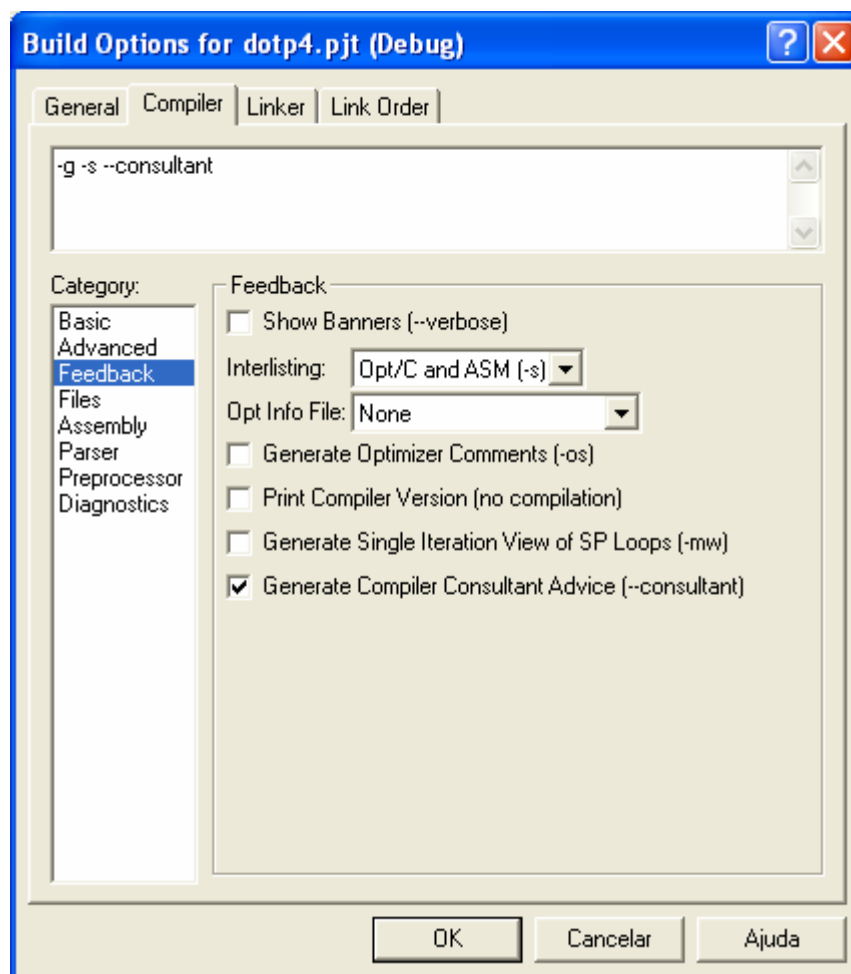 Build Options for dotp4.pjt (Debug)
General Compiler Linker Link Order
-g -s --consultant
Category:
Basic
Advanced
Feedback
Files
Assembly
Parser
Preprocessor
Diagnostics
Feedback
Show Banners (--verbose)
Interlisting: Opt/C and ASM (-s)
Opt Info File: None
Generate Optimizer Comments (-os)
Print Compiler Version (no compilation)
Generate Single Iteration View of SP Loops (-mw)
Generate Compiler Consultant Advice (--consultant)
OK Cancelar Ajuda